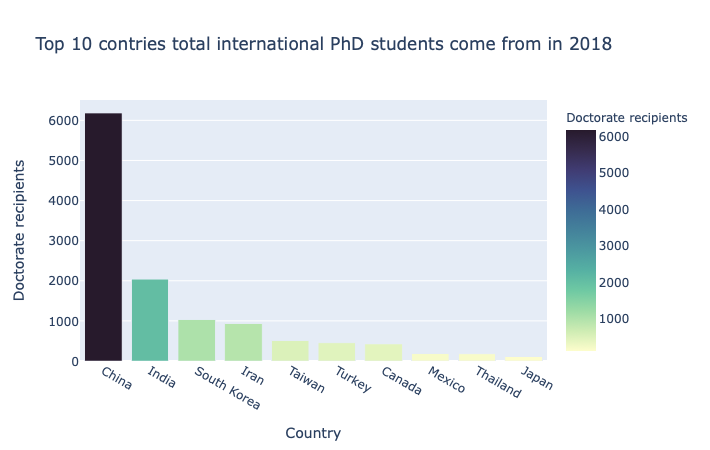 Top 10 contries total international PhD students come from in 2018
Doctorate recipients
6000
5000
4000
3000
2000
1000
0
China
India
South Korea
Iran
Taiwan
Turkey
Canada
Mexico
Thailand
Japan
Country
Doctorate recipients
6000
5000
4000
3000
2000
1000